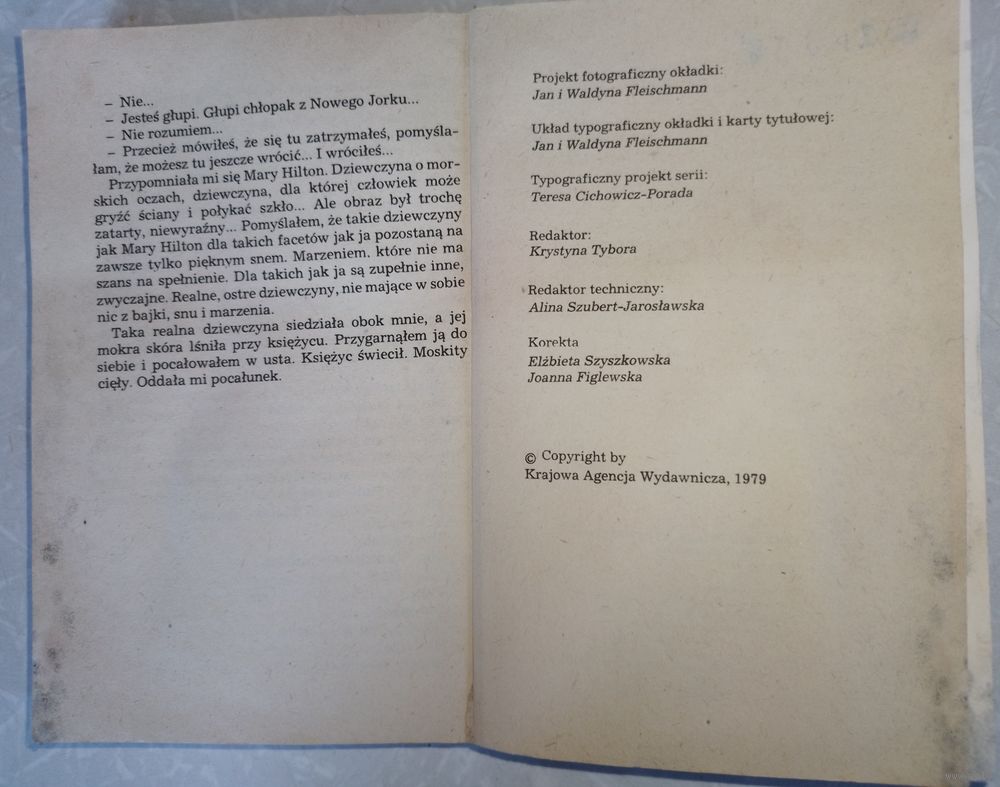 – Nie...
– Jesteś głupi. Głupi chłopak z Nowego Jorku...
– Nie rozumiem...
– Przecież mówiłeś, że się tu zatrzymałeś, pomyśla-
łam, że możesz tu jeszcze wrócić... I wróciłeś...
Przypomniała mi się Mary Hilton. Dziewczyna o mor-
skich oczach, dziewczyna, dla której człowiek może
gryźć ściany i połykać szkło... Ale obraz był trochę
zatarty, niewyraźny... Pomyślałem, że takie dziewczyny
jak Mary Hilton dla takich facetów jak ja pozostaną na
zawsze tylko pięknym snem. Marzeniem, które nie ma
szans na spełnienie. Dla takich jak ja są zupełnie inne,
zwyczajne. Realne, ostre dziewczyny, nie mające w sobie
nic z bajki, snu i marzenia.
Taka realna dziewczyna siedziała obok mnie, a jej
mokra skóra lśniła przy księżycu. Przygarnąłem ją do
siebie i pocałowałem w usta. Księżyc świecił. Moskity
cięły. Oddała mi pocałunek.
Projekt fotograficzny okładki:
Jan i Waldyna Fleischmann
Układ typograficzny okładki i karty tytułowej:
Jan i Waldyna Fleischmann
Typograficzny projekt serii:
Teresa Cichowicz-Porada
Redaktor:
Krystyna Tybora
Redaktor techniczny:
Alina Szubert-Jarosławska
Korekta
Elżbieta Szyszkowska
Joanna Figlewska
© Copyright by
Krajowa Agencja Wydawnicza, 1979